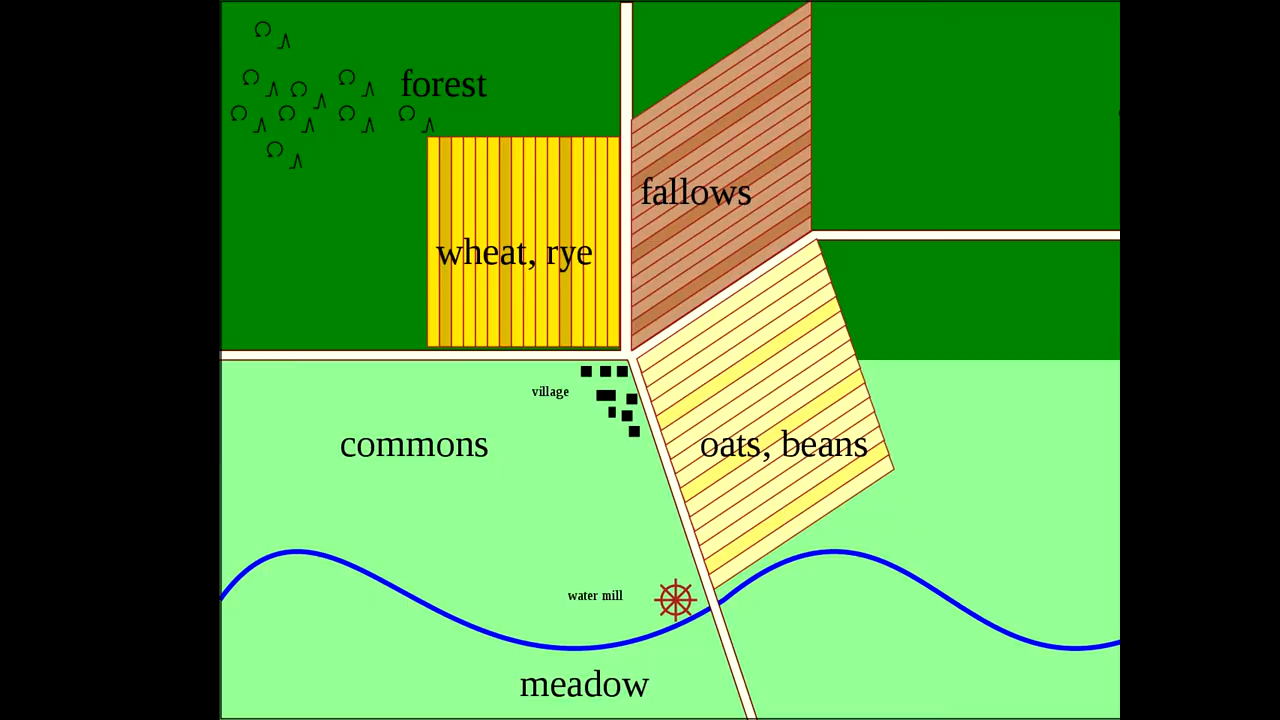 forest
fallows
wheat, rye
village
commons
oats, beans
water mill
meadow